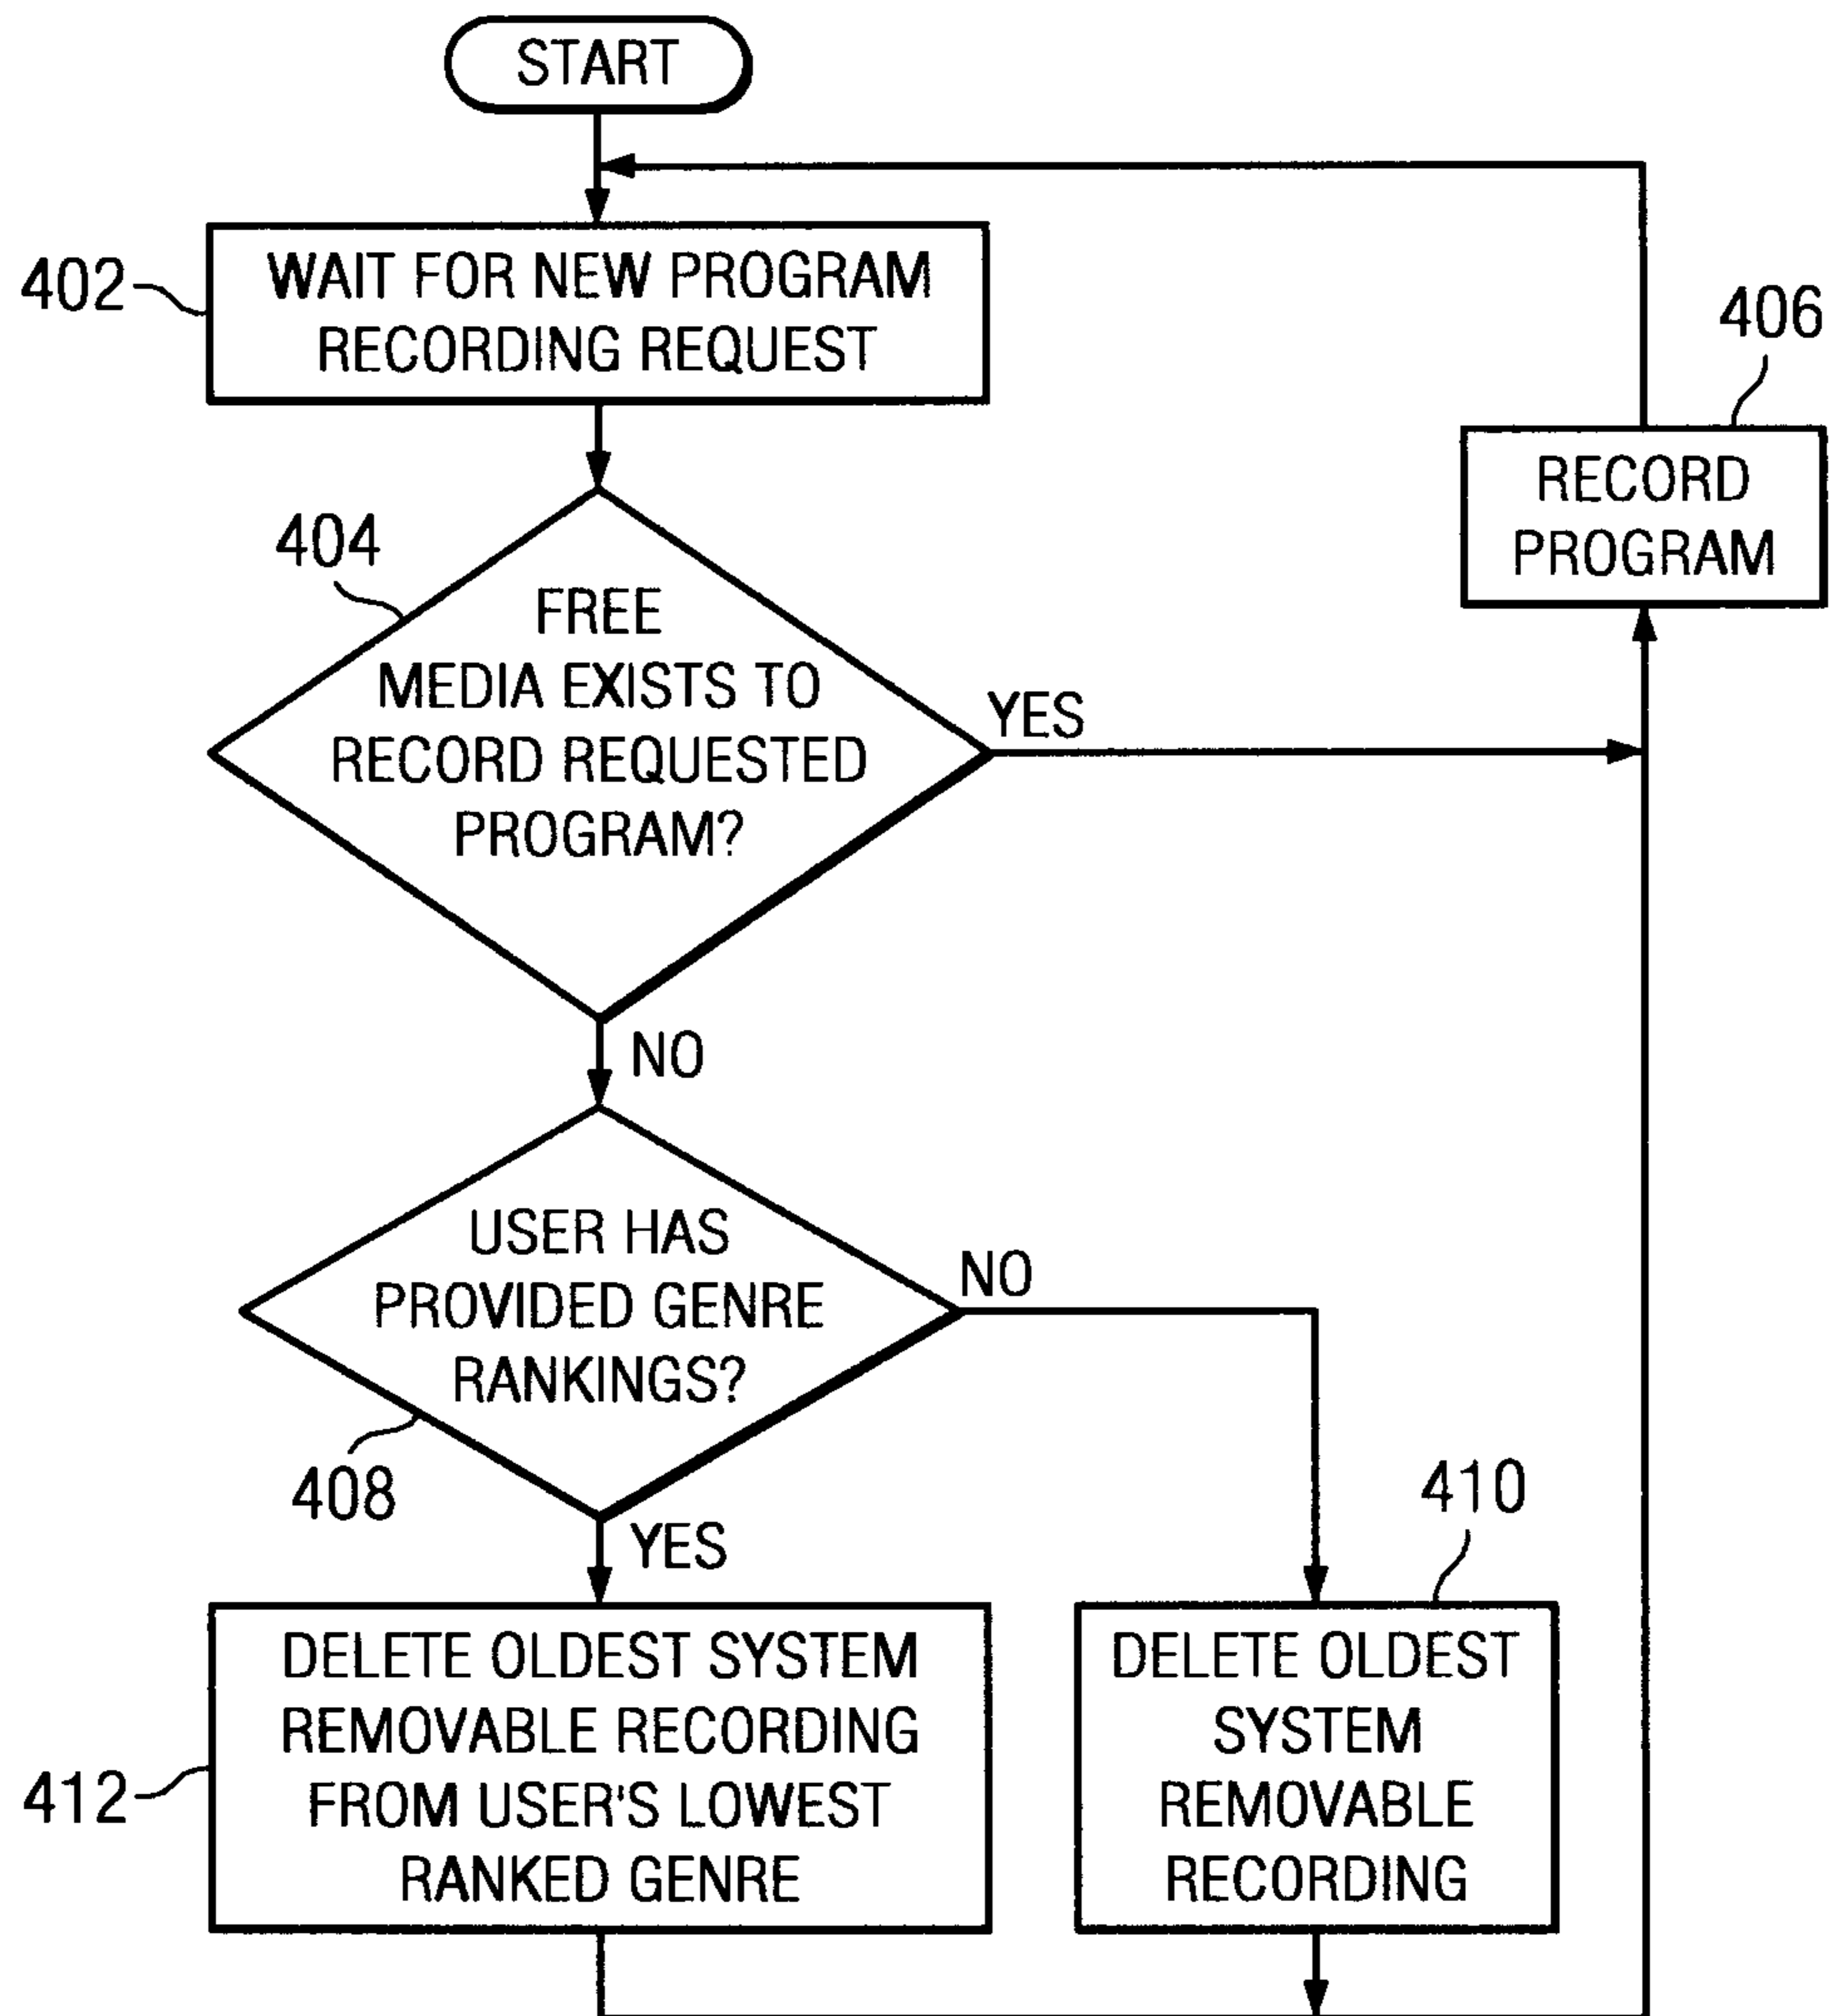 START
402
WAIT FOR NEW PROGRAM
RECORDING REQUEST
406
RECORD
PROGRAM
404
FREE
MEDIA EXISTS TO
RECORD REQUESTED
PROGRAM?
YES
NO
USER HAS
PROVIDED GENRE
RANKINGS?
NO
408
YES
410
412
DELETE OLDEST SYSTEM
REMOVABLE RECORDING
FROM USER'S LOWEST
RANKED GENRE
DELETE OLDEST
SYSTEM
REMOVABLE
RECORDING